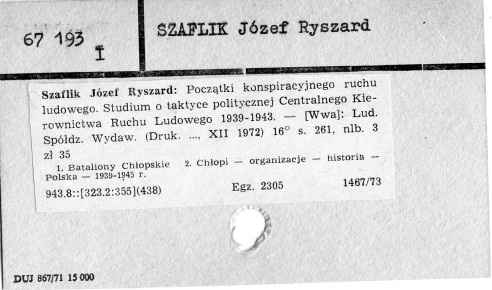 67 193
I
SZAFLIK Józef Ryszard
Szaflik Józef Ryszard: Początki konspiracyjnego ruchu
ludowego. Studium o taktyce politycznej Centralnego Kie-
rownictwa Ruchu Ludowego 1939-1943. — [Wwa]: Lud.
Spółdz. Wydaw. (Druk. ..., XII 1972) 16° s. 261, nlb. 3
zł 35
1. Bataliony Chłopskie 2. Chłopi — organizacje — historia —
Polska — 1939-1945 r.
943.8::[323.2:355](438) Egz. 2305 1467/73
DUJ 867/71 15 000